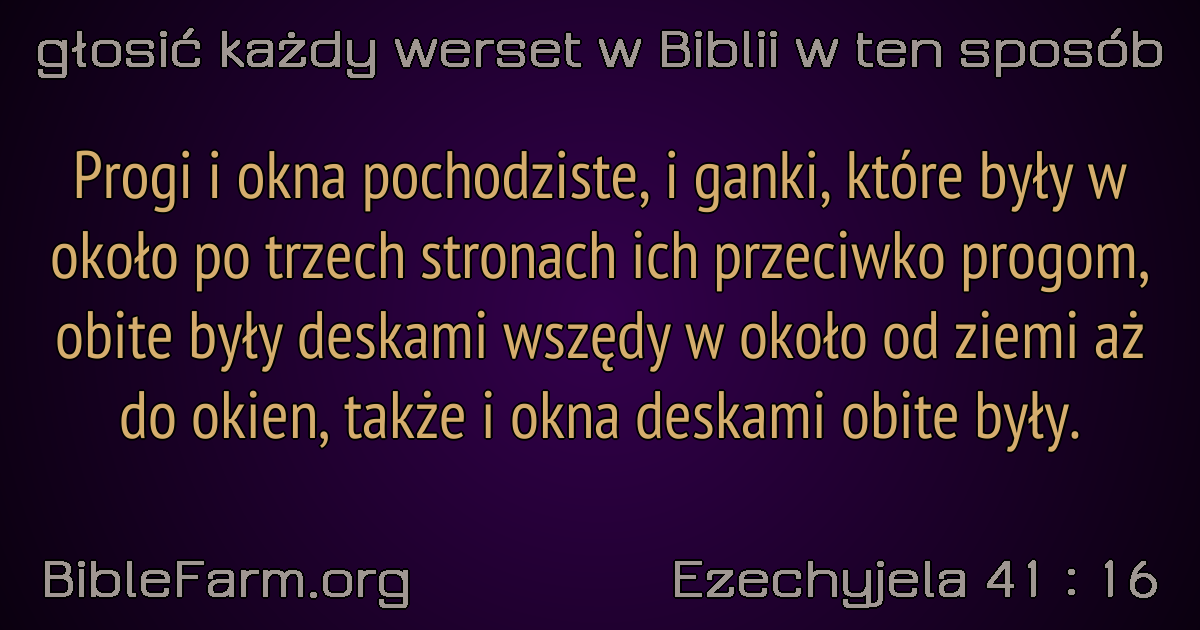 głosić każdy werset w Biblii w ten sposób
Progi i okna pochodziste, i ganki, które były w
około po trzech stronach ich przeciwko progom,
obite były deskami wszędy w około od ziemi aż
do okien, także i okna deskami obite były.
BibleFarm.org
Ezechyjela 41 : 16